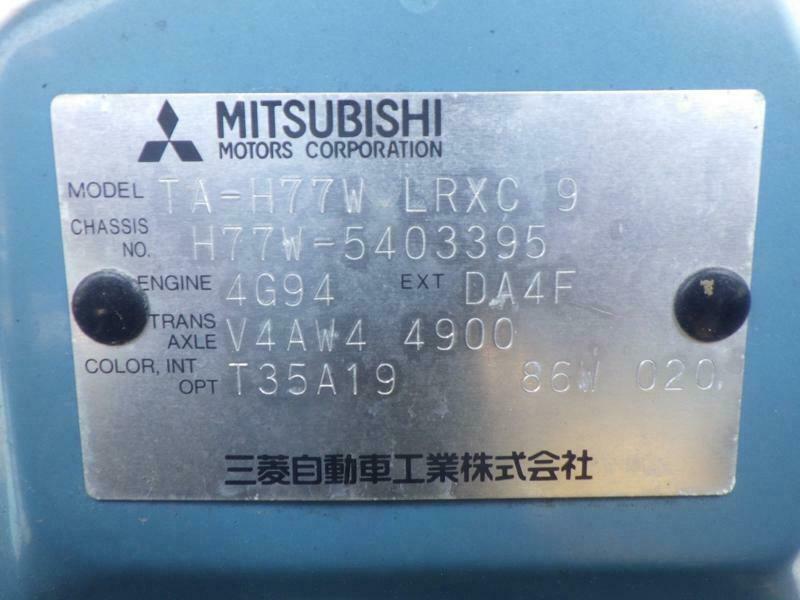 MITSUBISHI
MOTORS CORPORATION
MODEL TA-H77W LRXC 9
CHASSIS NO. H77W-5403395
ENGINE 4G94 EXT DA4F
TRANS AXLE V4AW4 4900
COLOR, INT OPT T35A19 86W 020
三菱自動車工業株式会社